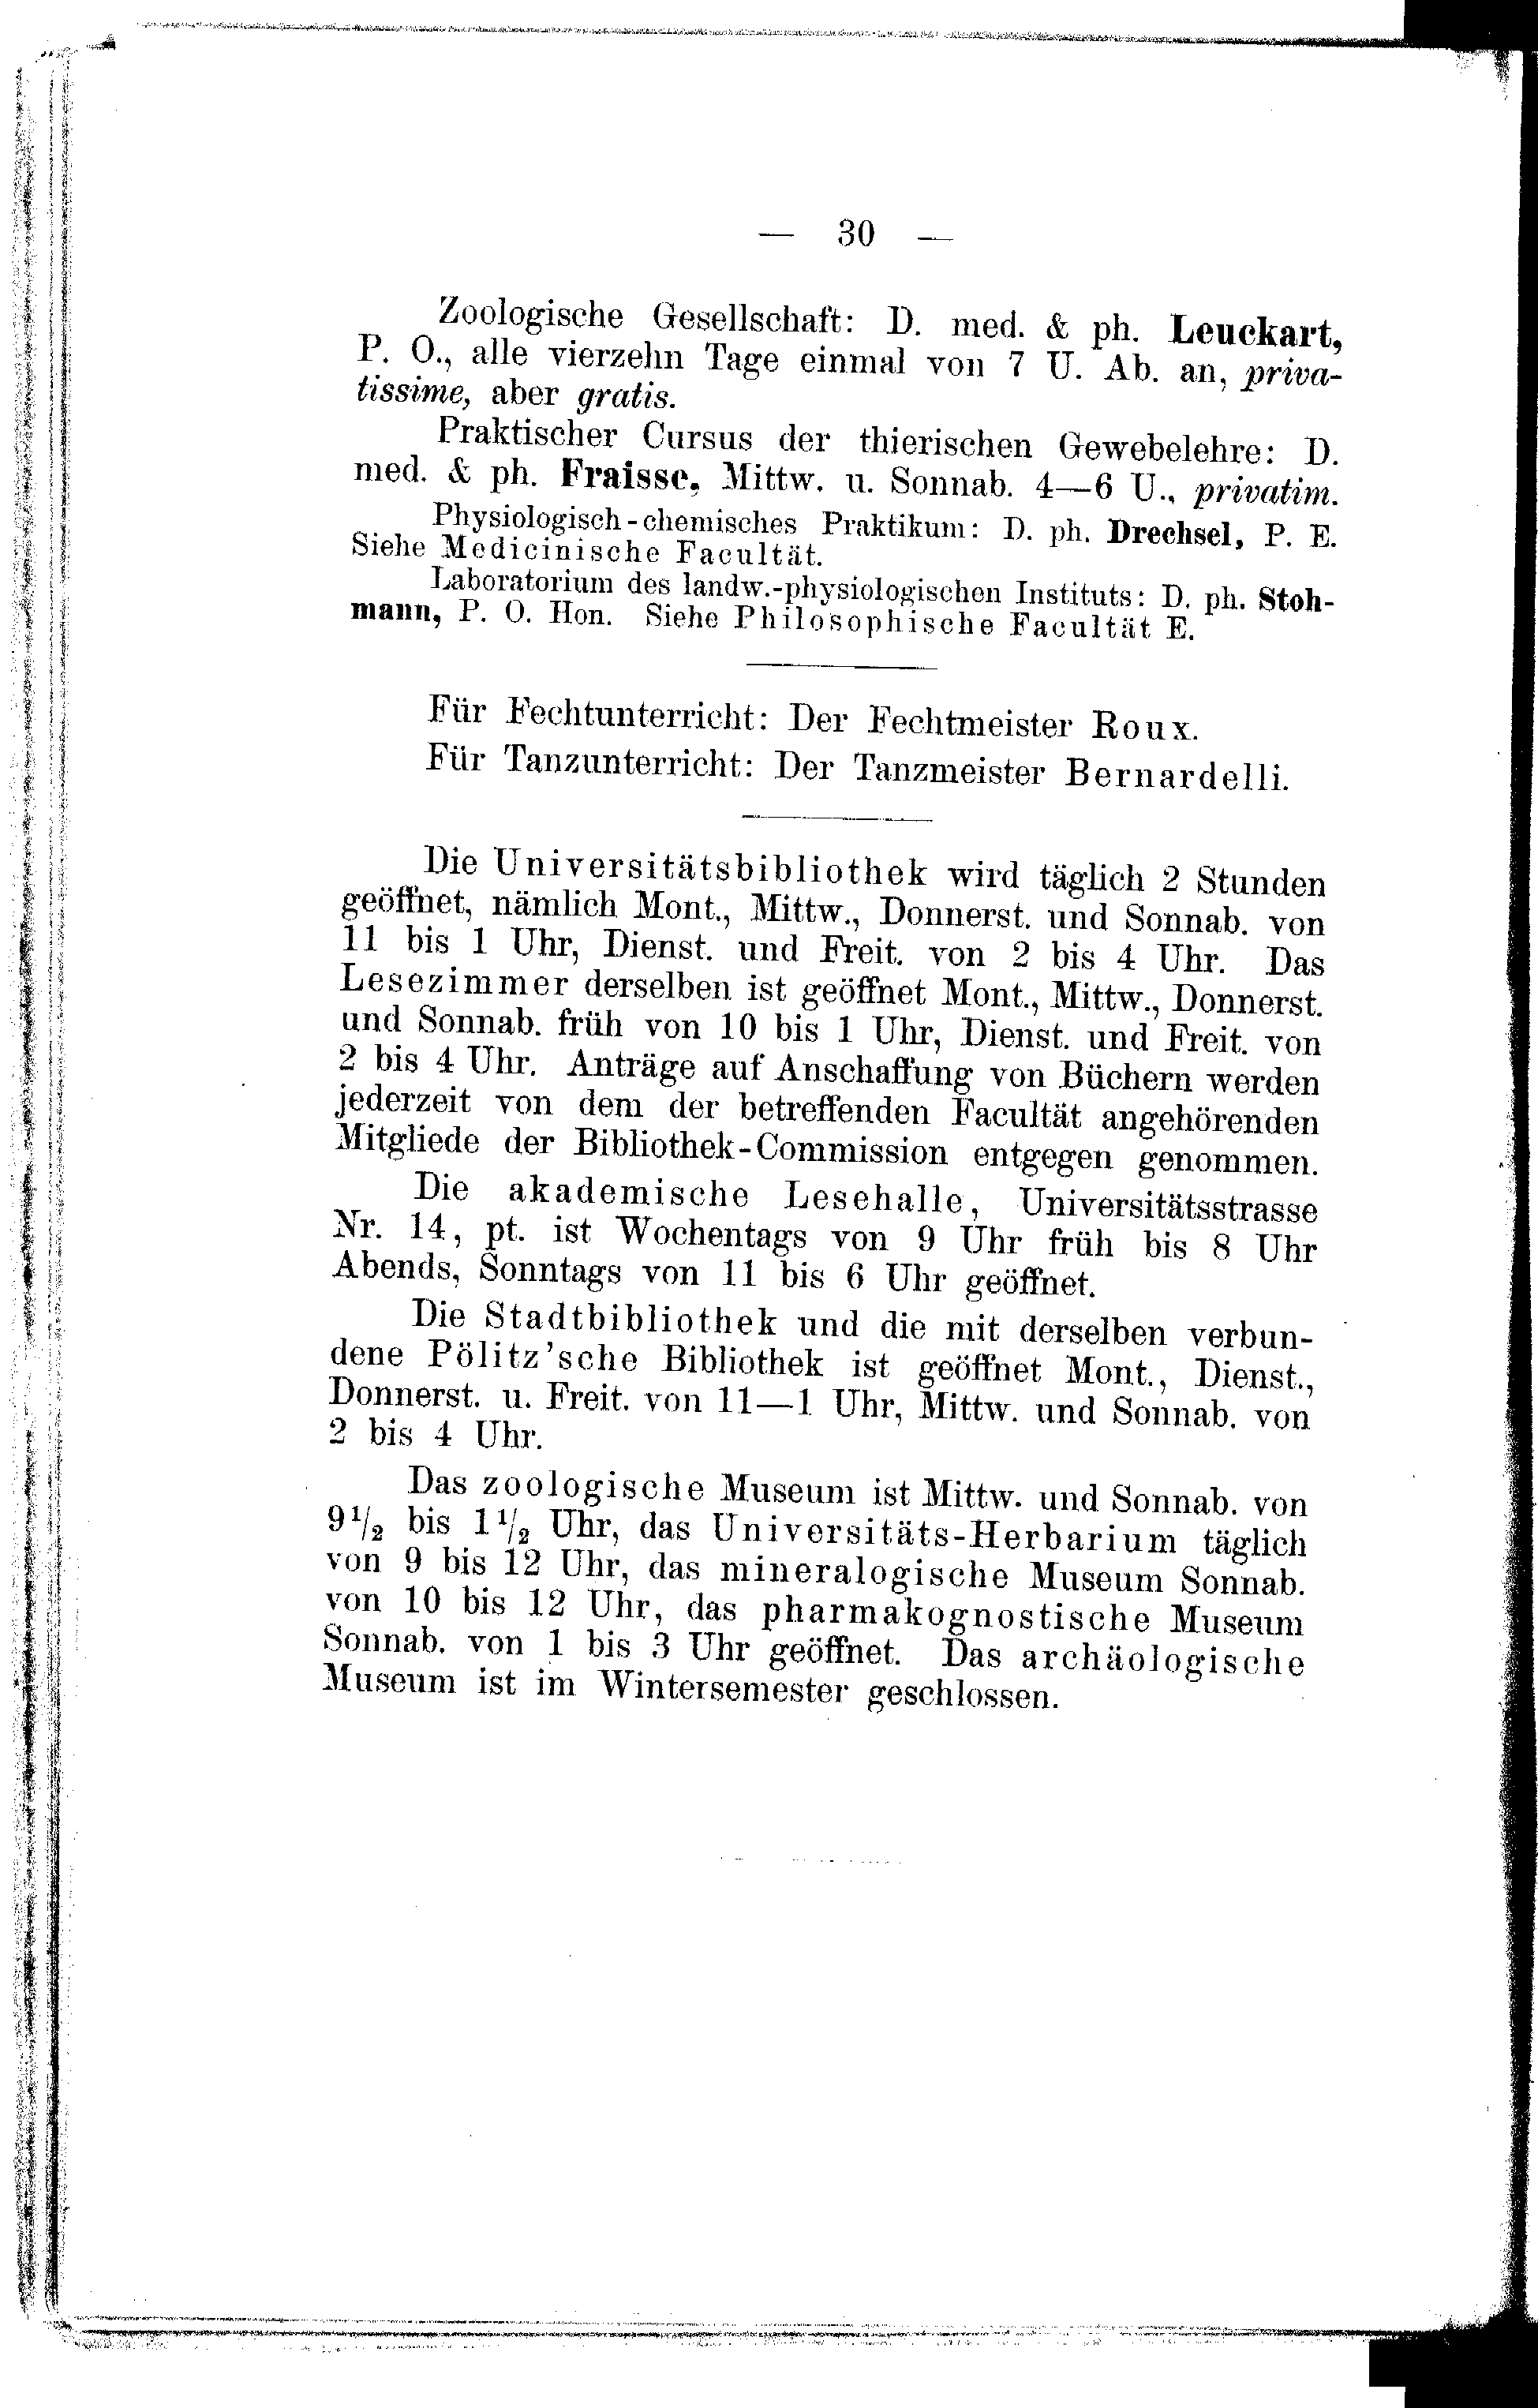 — 30 —
Zoologische Gesellschaft: D. med. & ph. Leuckart,
P. O., alle vierzehn Tage einmal von 7 U. Ab. an, priva-
tissime, aber gratis.
Praktischer Cursus der thierischen Gewebelehre: D.
med. & ph. Fraisse, Mittw. u. Sonnab. 4—6 U., privatim.
Physiologisch-chemisches Praktikum: D. ph. Drechsel, P. E.
Siehe Medicinische Facultät.
Laboratorium des landw.-physiologischen Instituts: D. ph. Stoh-
mann, P. O. Hon. Siehe Philosophische Facultät E.
Für Fechtunterricht: Der Fechtmeister Roux.
Für Tanzunterricht: Der Tanzmeister Bernardelli.
Die Universitätsbibliothek wird täglich 2 Stunden
geöffnet, nämlich Mont., Mittw., Donnerst. und Sonnab. von
11 bis 1 Uhr, Dienst. und Freit. von 2 bis 4 Uhr. Das
Lesezimmer derselben ist geöffnet Mont., Mittw., Donnerst.
und Sonnab. früh von 10 bis 1 Uhr, Dienst. und Freit. von
2 bis 4 Uhr. Anträge auf Anschaffung von Büchern werden
jederzeit von dem der betreffenden Facultät angehörenden
Mitgliede der Bibliothek-Commission entgegen genommen.
Die akademische Lesehalle, Universitätsstrasse
Nr. 14, pt. ist Wochentags von 9 Uhr früh bis 8 Uhr
Abends, Sonntags von 11 bis 6 Uhr geöffnet.
Die Stadtbibliothek und die mit derselben verbun-
dene Pölitz'sche Bibliothek ist geöffnet Mont., Dienst.,
Donnerst. u. Freit. von 11—1 Uhr, Mittw. und Sonnab. von
2 bis 4 Uhr.
Das zoologische Museum ist Mittw. und Sonnab. von
9 1/2 bis 1 1/2 Uhr, das Universitäts-Herbarium täglich
von 9 bis 12 Uhr, das mineralogische Museum Sonnab.
von 10 bis 12 Uhr, das pharmakognostische Museum
Sonnab. von 1 bis 3 Uhr geöffnet. Das archäologische
Museum ist im Wintersemester geschlossen.